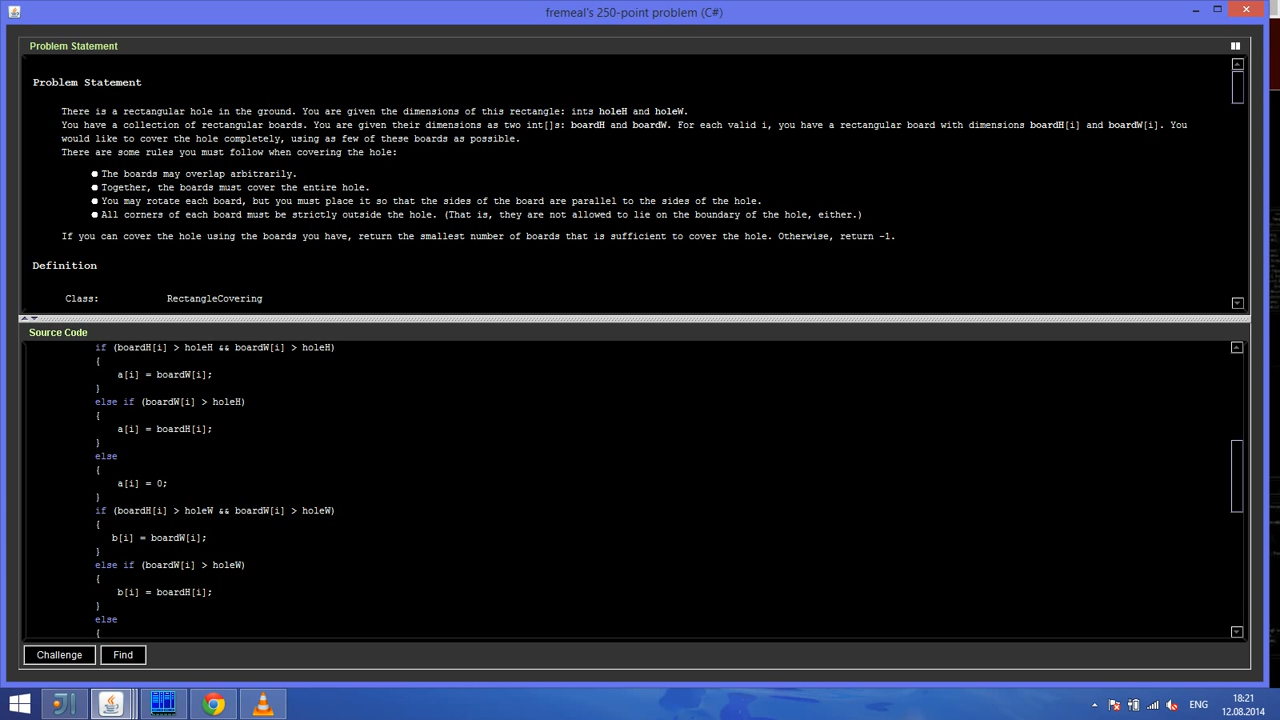 fremeal's 250-point problem (C#)
Problem Statement
Problem Statement
There is a rectangular hole in the ground. You are given the dimensions of this rectangle: ints holeH and holeW.
You have a collection of rectangular boards. You are given their dimensions as two int[]s: boardH and boardW. For each valid i, you have a rectangular board with dimensions boardH[i] and boardW[i]. You
would like to cover the hole completely, using as few of these boards as possible.
There are some rules you must follow when covering the hole:
The boards may overlap arbitrarily.
Together, the boards must cover the entire hole.
You may rotate each board, but you must place it so that the sides of the board are parallel to the sides of the hole.
All corners of each board must be strictly outside the hole. (That is, they are not allowed to lie on the boundary of the hole, either.)
If you can cover the hole using the boards you have, return the smallest number of boards that is sufficient to cover the hole. Otherwise, return -1.
Definition
Class: RectangleCovering
Source Code
if (boardH[i] > holeH && boardW[i] > holeH)
{
a[i] = boardW[i];
}
else if (boardW[i] > holeH)
{
a[i] = boardH[i];
}
else
{
a[i] = 0;
}
if (boardH[i] > holeW && boardW[i] > holeW)
{
b[i] = boardW[i];
}
else if (boardW[i] > holeW)
{
b[i] = boardH[i];
}
else
{
Challenge Find
ENG
18:21
12.08.2014